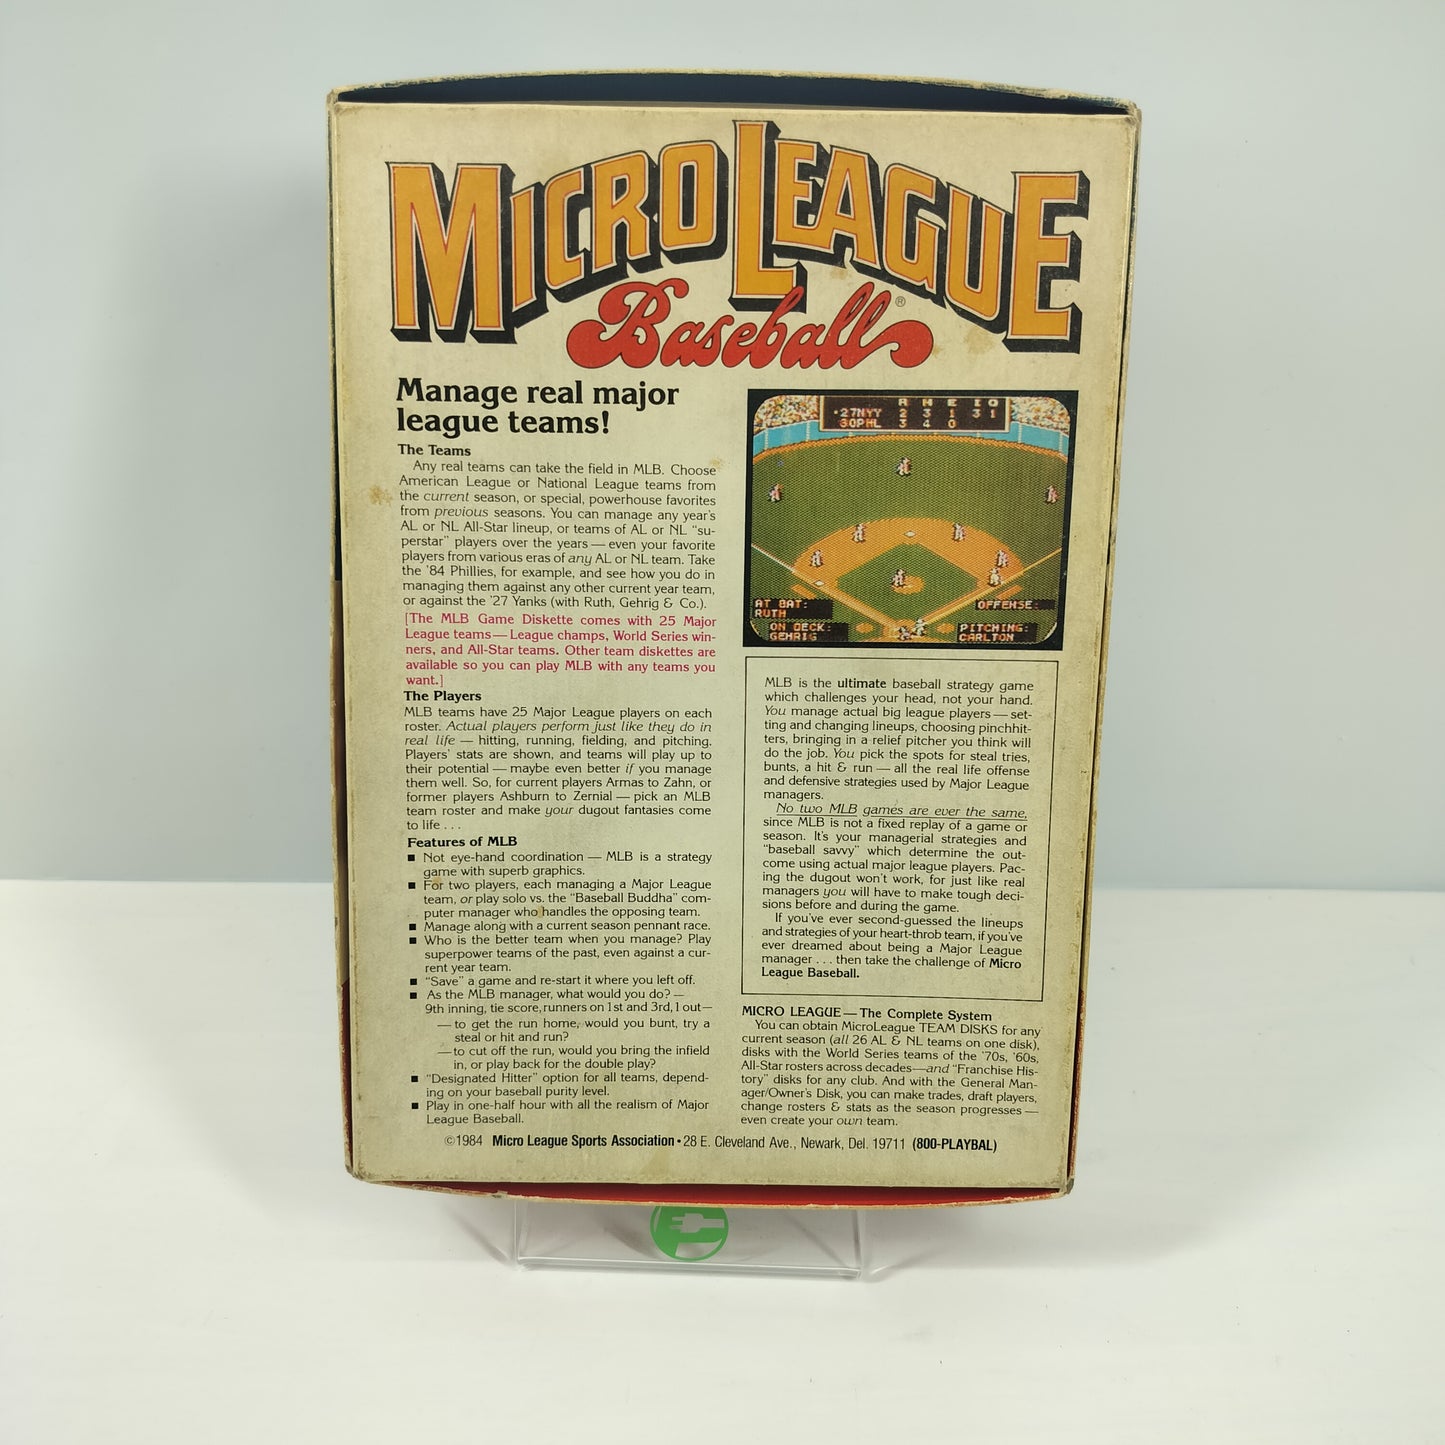 MICRO LEAGUE
Baseball®
Manage real major
league teams!
The Teams
Any real teams can take the field in MLB. Choose
American League or National League teams from
the current season, or special, powerhouse favorites
from previous seasons. You can manage any year's
AL or NL All-Star lineup, or teams of AL or NL "su-
perstar" players over the years — even your favorite
players from various eras of any AL or NL team. Take
the '84 Phillies, for example, and see how you do in
managing them against any other current year team,
or against the '27 Yanks (with Ruth, Gehrig & Co.).
[The MLB Game Diskette comes with 25 Major
League teams — League champs, World Series win-
ners, and All-Star teams. Other team diskettes are
available so you can play MLB with any teams you
want.]
The Players
MLB teams have 25 Major League players on each
roster. Actual players perform just like they do in
real life — hitting, running, fielding, and pitching.
Players' stats are shown, and teams will play up to
their potential — maybe even better if you manage
them well. So, for current players Armas to Zahn, or
former players Ashburn to Zernial — pick an MLB
team roster and make your dugout fantasies come
to life . . .
Features of MLB
■ Not eye-hand coordination — MLB is a strategy
game with superb graphics.
■ For two players, each managing a Major League
team, or play solo vs. the "Baseball Buddha" com-
puter manager who handles the opposing team.
■ Manage along with a current season pennant race.
■ Who is the better team when you manage? Play
superpower teams of the past, even against a cur-
rent year team.
■ "Save" a game and re-start it where you left off.
■ As the MLB manager, what would you do? —
9th inning, tie score, runners on 1st and 3rd, 1 out—
— to get the run home, would you bunt, try a
steal or hit and run?
— to cut off the run, would you bring the infield
in, or play back for the double play?
■ "Designated Hitter" option for all teams, depend-
ing on your baseball purity level.
■ Play in one-half hour with all the realism of Major
League Baseball.
R H E I O
·27NYY 2 3 1 3 1
30PHL 3 4 0
AT BAT:
RUTH
ON DECK:
GEHRIG
OFFENSE:
PITCHING:
CARLTON
MLB is the ultimate baseball strategy game
which challenges your head, not your hand.
You manage actual big league players — set-
ting and changing lineups, choosing pinchhit-
ters, bringing in a relief pitcher you think will
do the job. You pick the spots for steal tries,
bunts, a hit & run — all the real life offense
and defensive strategies used by Major League
managers.
No two MLB games are ever the same,
since MLB is not a fixed replay of a game or
season. It's your managerial strategies and
"baseball savvy" which determine the out-
come using actual major league players. Pac-
ing the dugout won't work, for just like real
managers you will have to make tough deci-
sions before and during the game.
If you've ever second-guessed the lineups
and strategies of your heart-throb team, if you've
ever dreamed about being a Major League
manager . . . then take the challenge of Micro
League Baseball.
MICRO LEAGUE — The Complete System
You can obtain MicroLeague TEAM DISKS for any
current season (all 26 AL & NL teams on one disk),
disks with the World Series teams of the '70s, '60s,
All-Star rosters across decades—and "Franchise His-
tory" disks for any club. And with the General Man-
ager/Owner's Disk, you can make trades, draft players,
change rosters & stats as the season progresses —
even create your own team.
©1984 Micro League Sports Association • 28 E. Cleveland Ave., Newark, Del. 19711 (800-PLAYBAL)